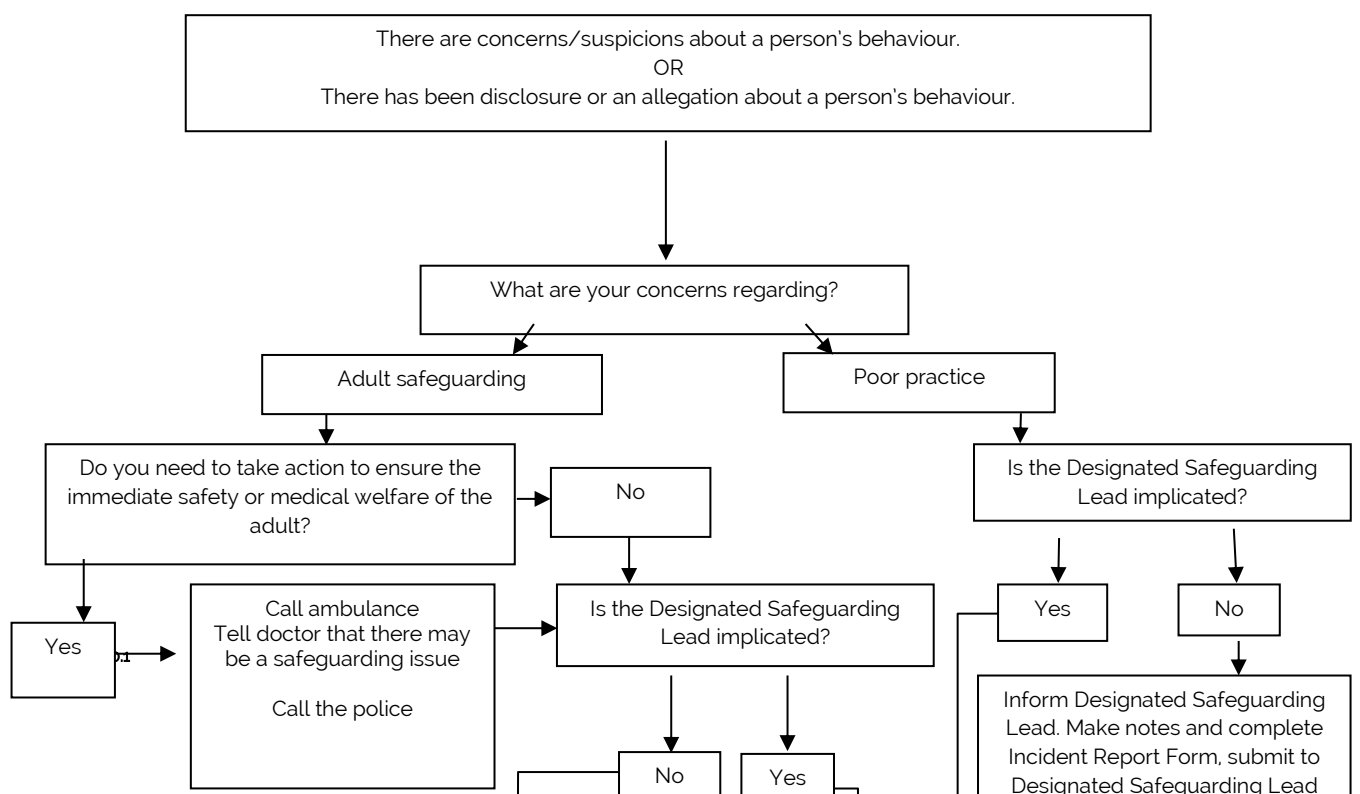 There are concerns/suspicions about a person's behaviour.
OR
There has been disclosure or an allegation about a person's behaviour.
What are your concerns regarding?
Adult safeguarding
Poor practice
Do you need to take action to ensure the
immediate safety or medical welfare of the
adult?
No
Is the Designated Safeguarding
Lead implicated?
Yes
Call ambulance
Tell doctor that there may
be a safeguarding issue
Call the police
Is the Designated Safeguarding
Lead implicated?
No
Yes
Yes
No
Inform Designated Safeguarding
Lead. Make notes and complete
Incident Report Form, submit to
Designated Safeguarding Lead